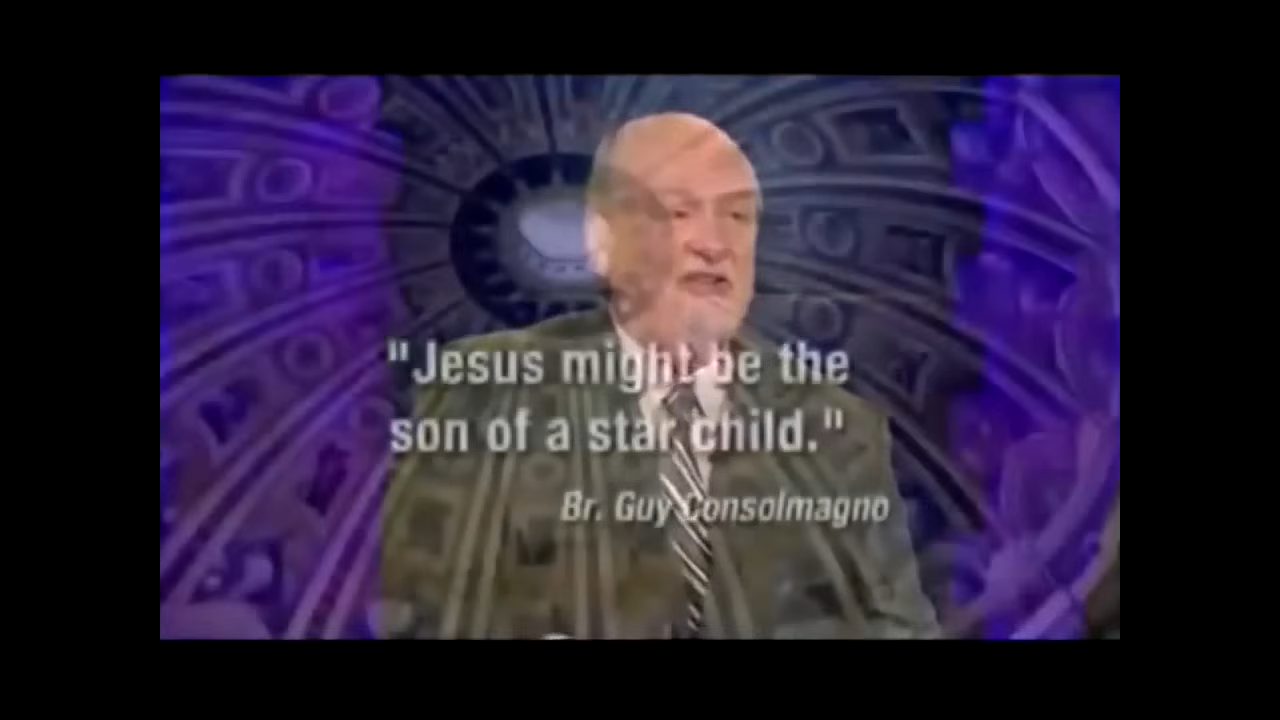 "Jesus might be the
son of a star child."
Br. Guy Consolmagno